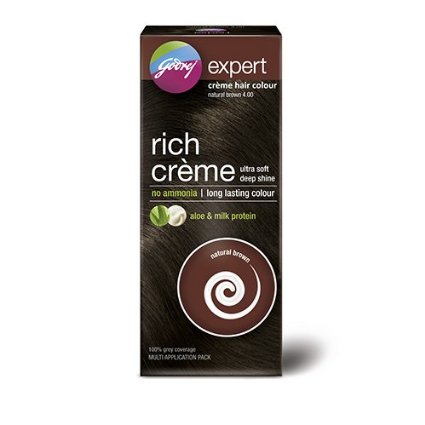 Godrej
expert
crème hair colour
natural brown 4.00
rich
crème
ultra soft
deep shine
no ammonia | long lasting colour
aloe & milk protein
natural brown
100% grey coverage
MULTI APPLICATION PACK